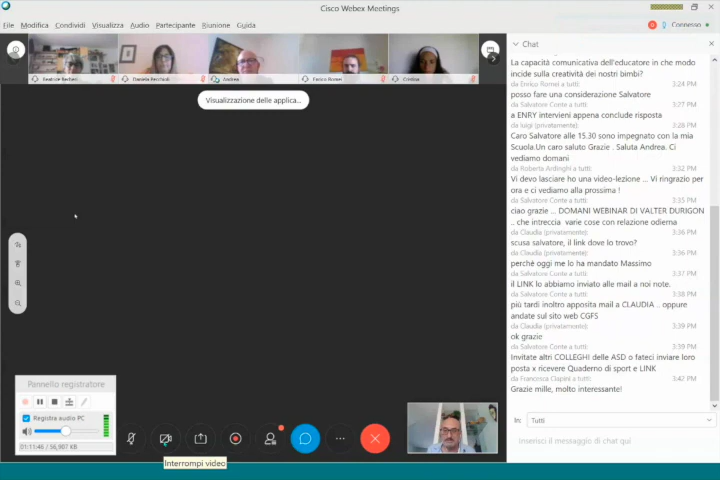 Cisco Webex Meetings
File Modifica Condividi Visualizza Audio Partecipante Riunione Guida
Connesso
Beatrice Berlieri
Daniela Parchiuli
Andrea
Enrico Romei
Cristina
Visualizzazione delle applica...
Chat
La capacità comunicativa dell'educatore in che modo
incide sulla creatività dei nostri bimbi?
da Enrico Romei a tutti: 3:24 PM
posso fare una considerazione Salvatore
da Salvatore Conte a tutti: 3:27 PM
a ENRY intervieni appena conclude risposta
da luigi (privatamente): 3:28 PM
Caro Salvatore alle 15.30 sono impegnato con la mia
Scuola.Un caro saluto Grazie . Saluta Andrea. Ci
vediamo domani
da Roberta Ardinghi a tutti: 3:32 PM
Vi devo lasciare ho una video-lezione ... Vi ringrazio per
ora e ci vediamo alla prossima !
da Salvatore Conte a tutti: 3:35 PM
ciao grazie ... DOMANI WEBINAR DI VALTER DURIGON
.. che intreccia varie cose con relazione odierna
da Claudia (privatamente): 3:36 PM
scusa salvatore, il link dove lo trovo?
da Claudia (privatamente): 3:36 PM
perchè oggi me lo ha mandato Massimo
da Salvatore Conte a tutti: 3:37 PM
il LINK lo abbiamo inviato alle mail a noi note.
da Salvatore Conte a tutti: 3:38 PM
più tardi inoltro apposita mail a CLAUDIA .. oppure
andate sul sito web CGFS
da Claudia (privatamente): 3:39 PM
ok grazie
da Salvatore Conte a tutti: 3:39 PM
Invitate altri COLLEGHI delle ASD o fateci inviare loro
posta x ricevere Quaderno di sport e LINK
da Francesca Ciapini a tutti: 3:42 PM
Grazie mille, molto interessante!
In: Tutti
Inserisci il messaggio di chat qui
Pannello registratore
Registra audio PC
01:11:46 / 56,907 KB
Interrompi video